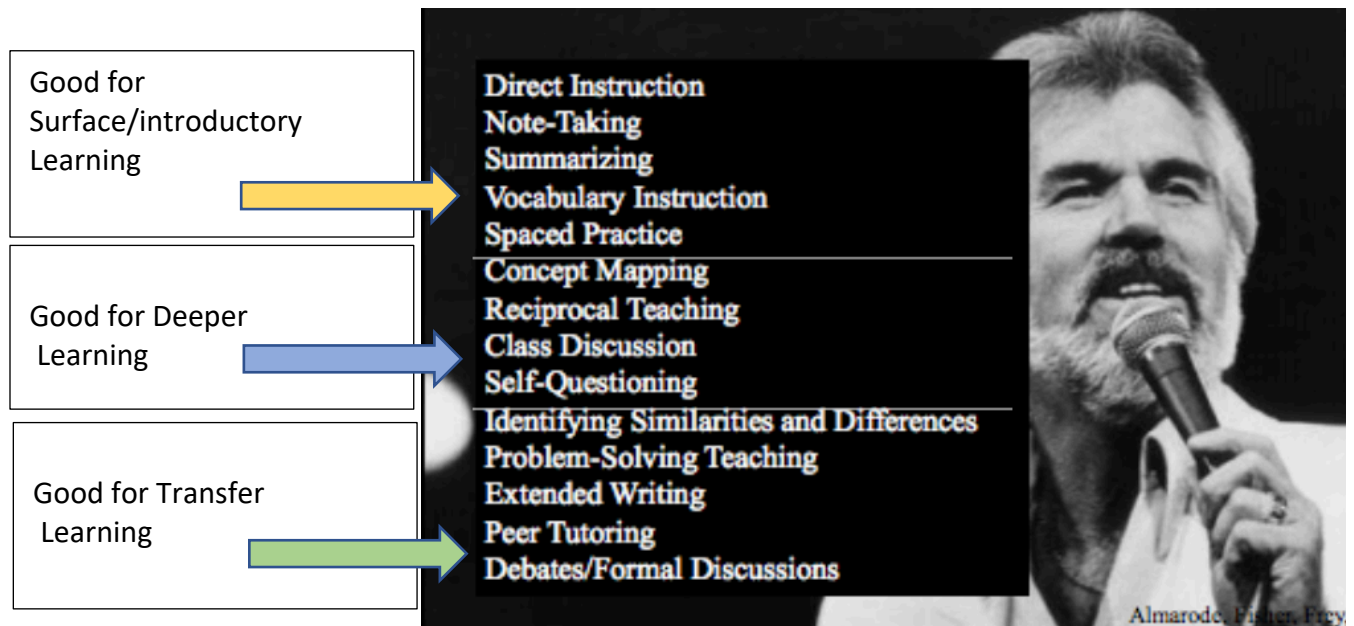 Good for
Surface/introductory
Learning
Good for Deeper
Learning
Good for Transfer
Learning
Direct Instruction
Note-Taking
Summarizing
Vocabulary Instruction
Spaced Practice
Concept Mapping
Reciprocal Teaching
Class Discussion
Self-Questioning
Identifying Similarities and Differences
Problem-Solving Teaching
Extended Writing
Peer Tutoring
Debates/Formal Discussions
Almarode, Fisher, Frey,